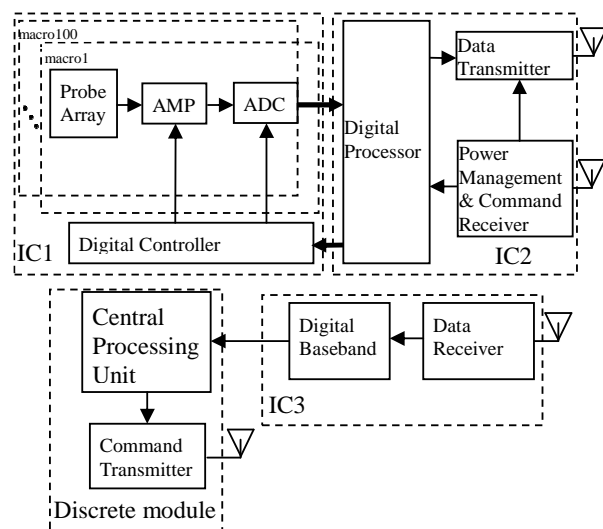 macro100
macro1
Probe
Array
AMP
ADC
Digital Controller
IC1
Digital
Processor
Data
Transmitter
Power
Management
& Command
Receiver
IC2
Central
Processing
Unit
Command
Transmitter
Discrete module
Digital
Baseband
Data
Receiver
IC3